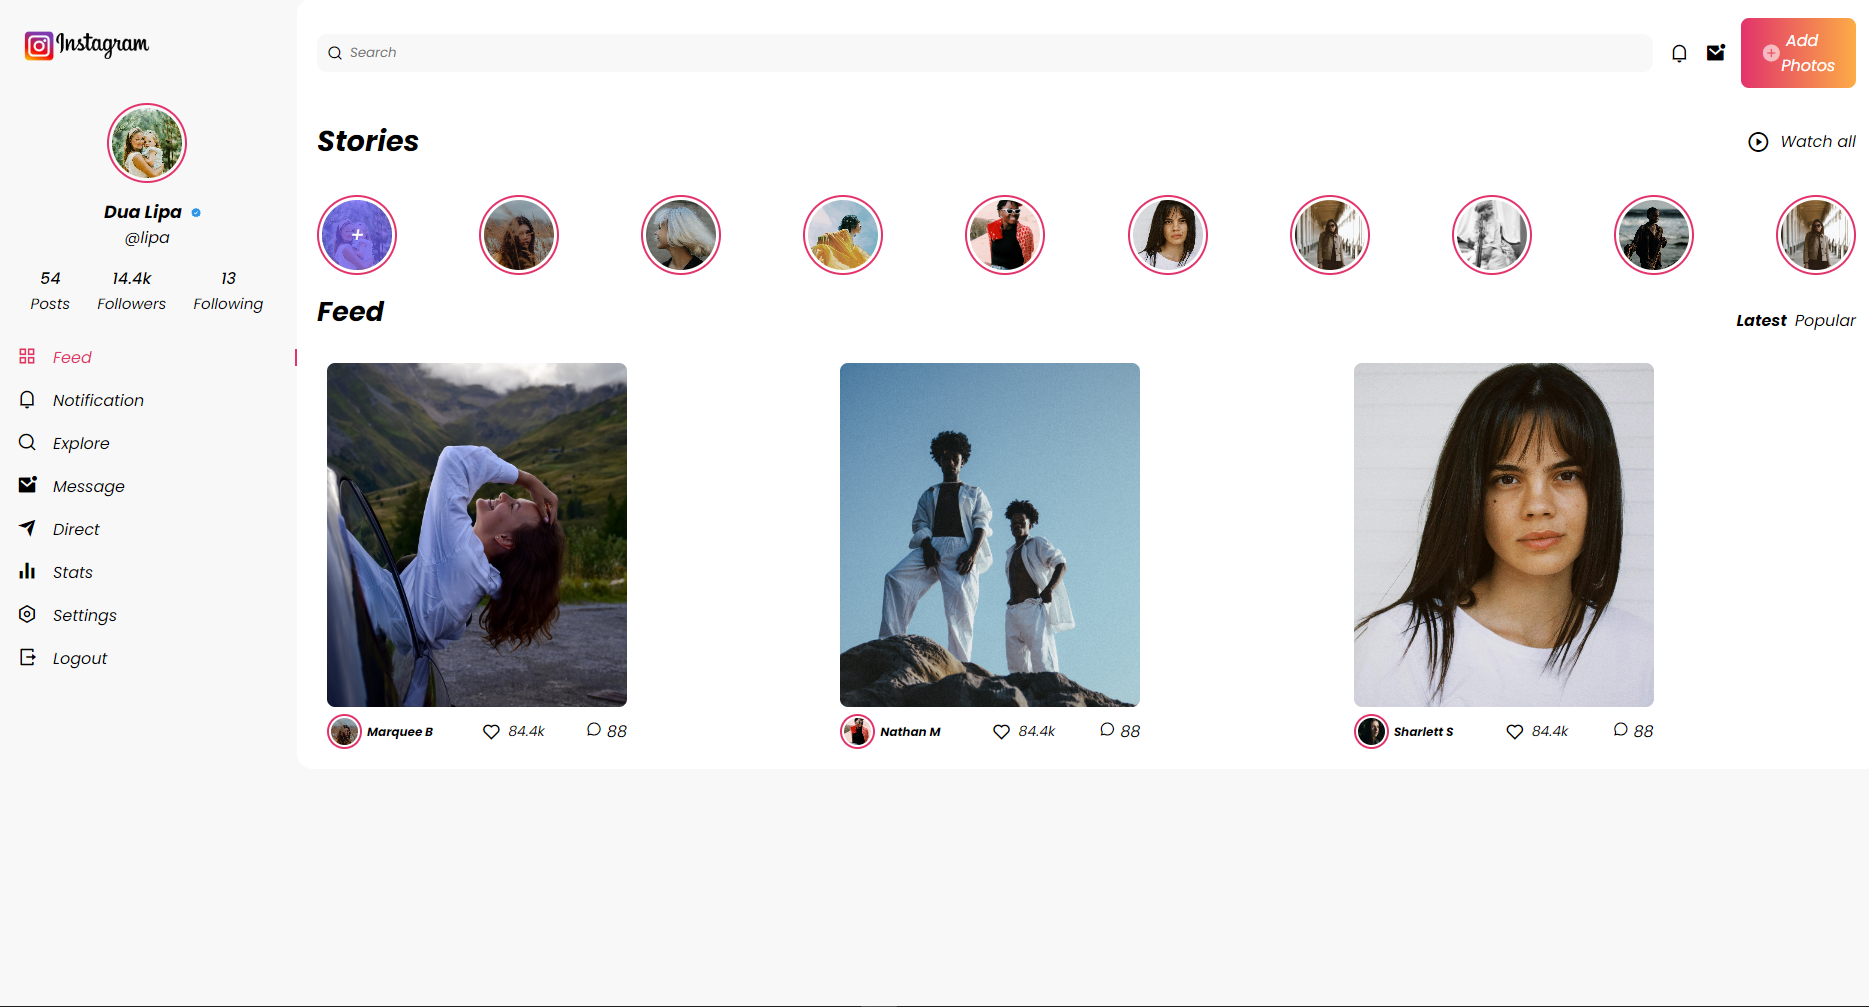 Instagram
Search
Add
Photos
Stories
Watch all
Dua Lipa
@lipa
54
14.4k
13
Posts
Followers
Following
+
Feed
Latest Popular
Feed
Notification
Explore
Message
Direct
Stats
Settings
Logout
Marquee B
84.4k
88
Nathan M
84.4k
88
Sharlett S
84.4k
88